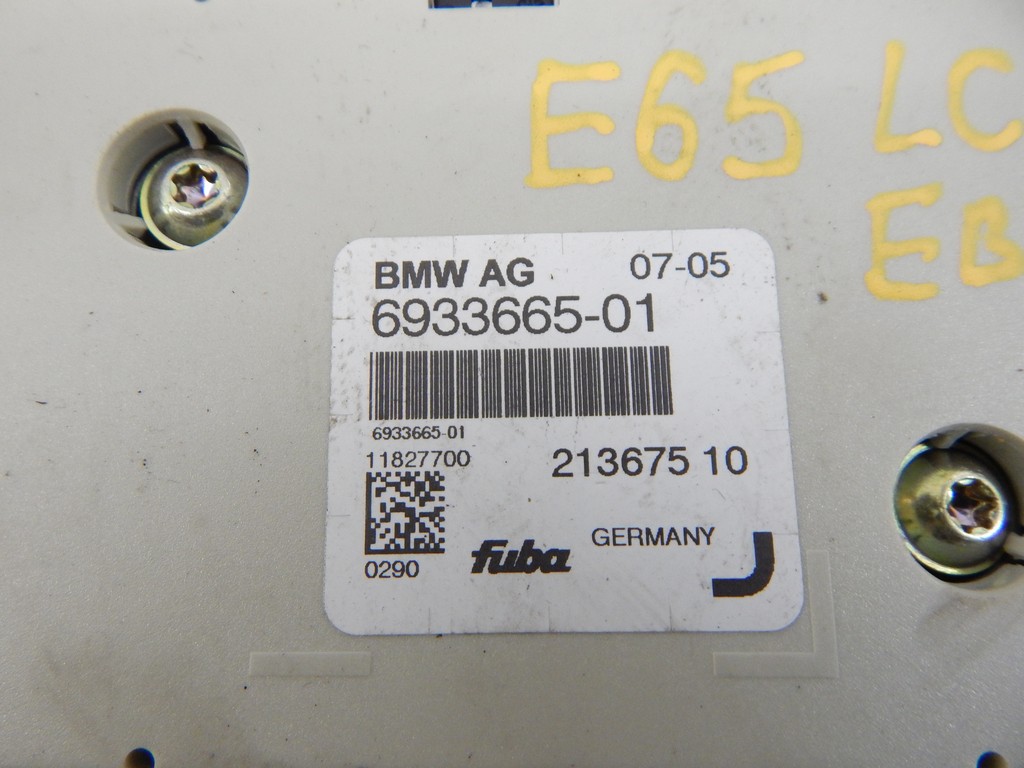 E65 LC
EB
BMW AG 07-05
6933665-01
6933665-01
11827700
213675 10
0290
fuba
GERMANY